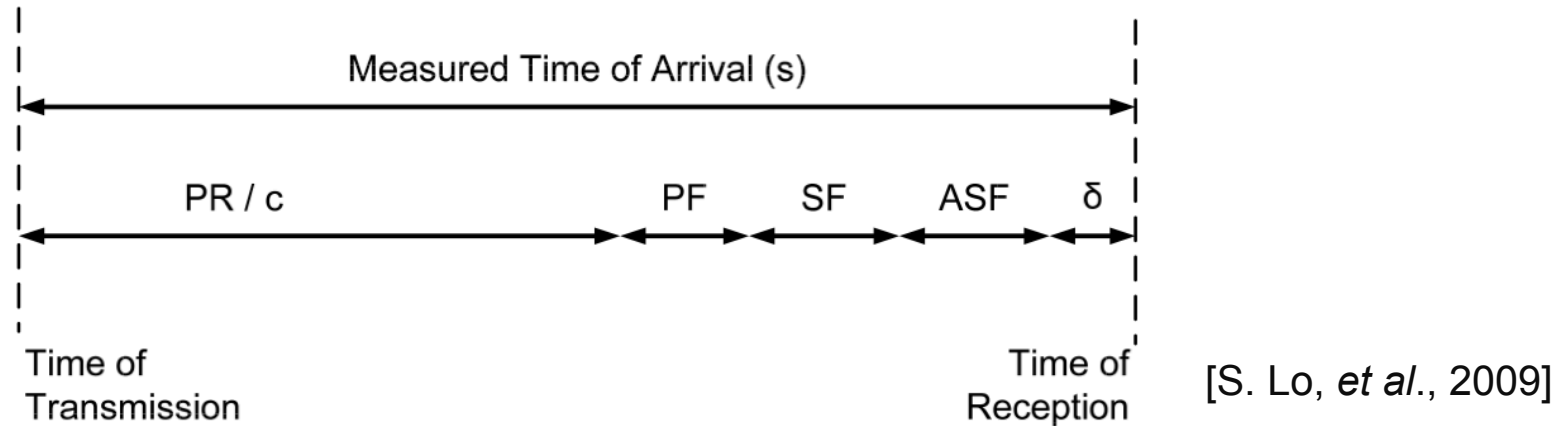 Measured Time of Arrival (s)
PR / c PF SF ASF δ
Time of
Transmission
Time of
Reception
[S. Lo, et al., 2009]